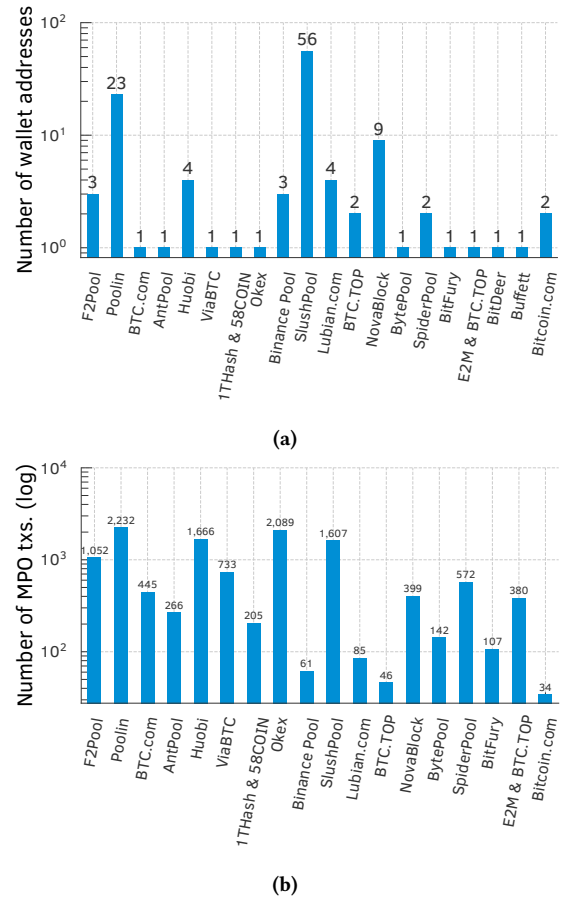 Number of wallet addresses
10²
10¹
10⁰
3
23
1
1
4
1
1
1
3
56
4
2
9
1
2
1
1
1
1
2
F2Pool
Poolin
BTC.com
AntPool
Huobi
ViaBTC
1THash & 58COIN
Okex
Binance Pool
SlushPool
Lubian.com
BTC.TOP
NovaBlock
BytePool
SpiderPool
BitFury
E2M & BTC.TOP
BitDeer
Buffett
Bitcoin.com
(a)
Number of MPO txs. (log)
10⁴
10³
10²
1,052
2,232
445
266
1,666
733
205
2,089
61
1,607
85
46
399
142
572
107
380
34
F2Pool
Poolin
BTC.com
AntPool
Huobi
ViaBTC
1THash & 58COIN
Okex
Binance Pool
SlushPool
Lubian.com
BTC.TOP
NovaBlock
BytePool
SpiderPool
BitFury
E2M & BTC.TOP
Bitcoin.com
(b)